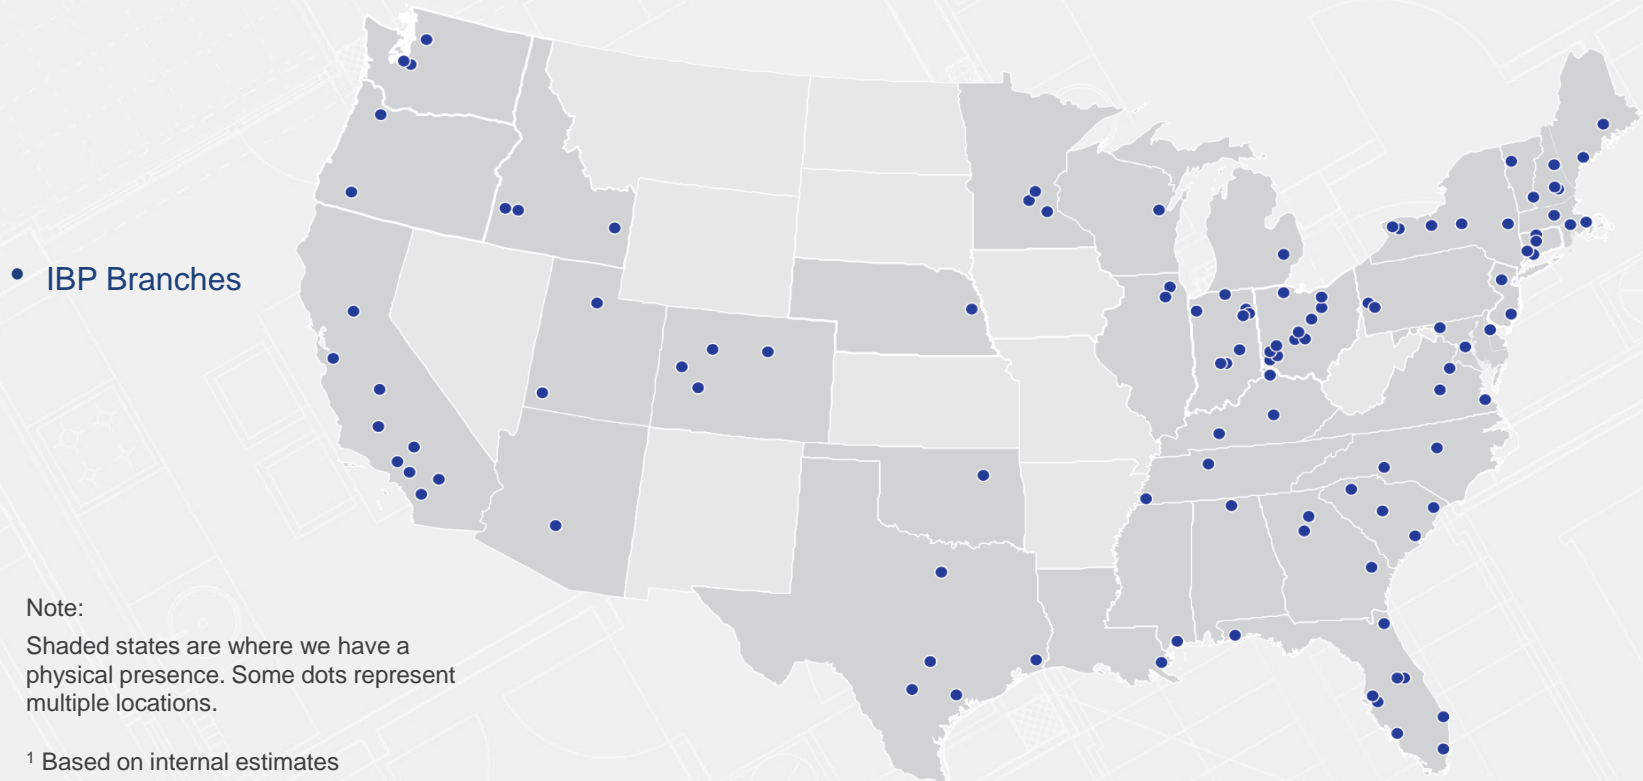 IBP Branches
Note:
Shaded states are where we have a
physical presence. Some dots represent
multiple locations.
¹ Based on internal estimates